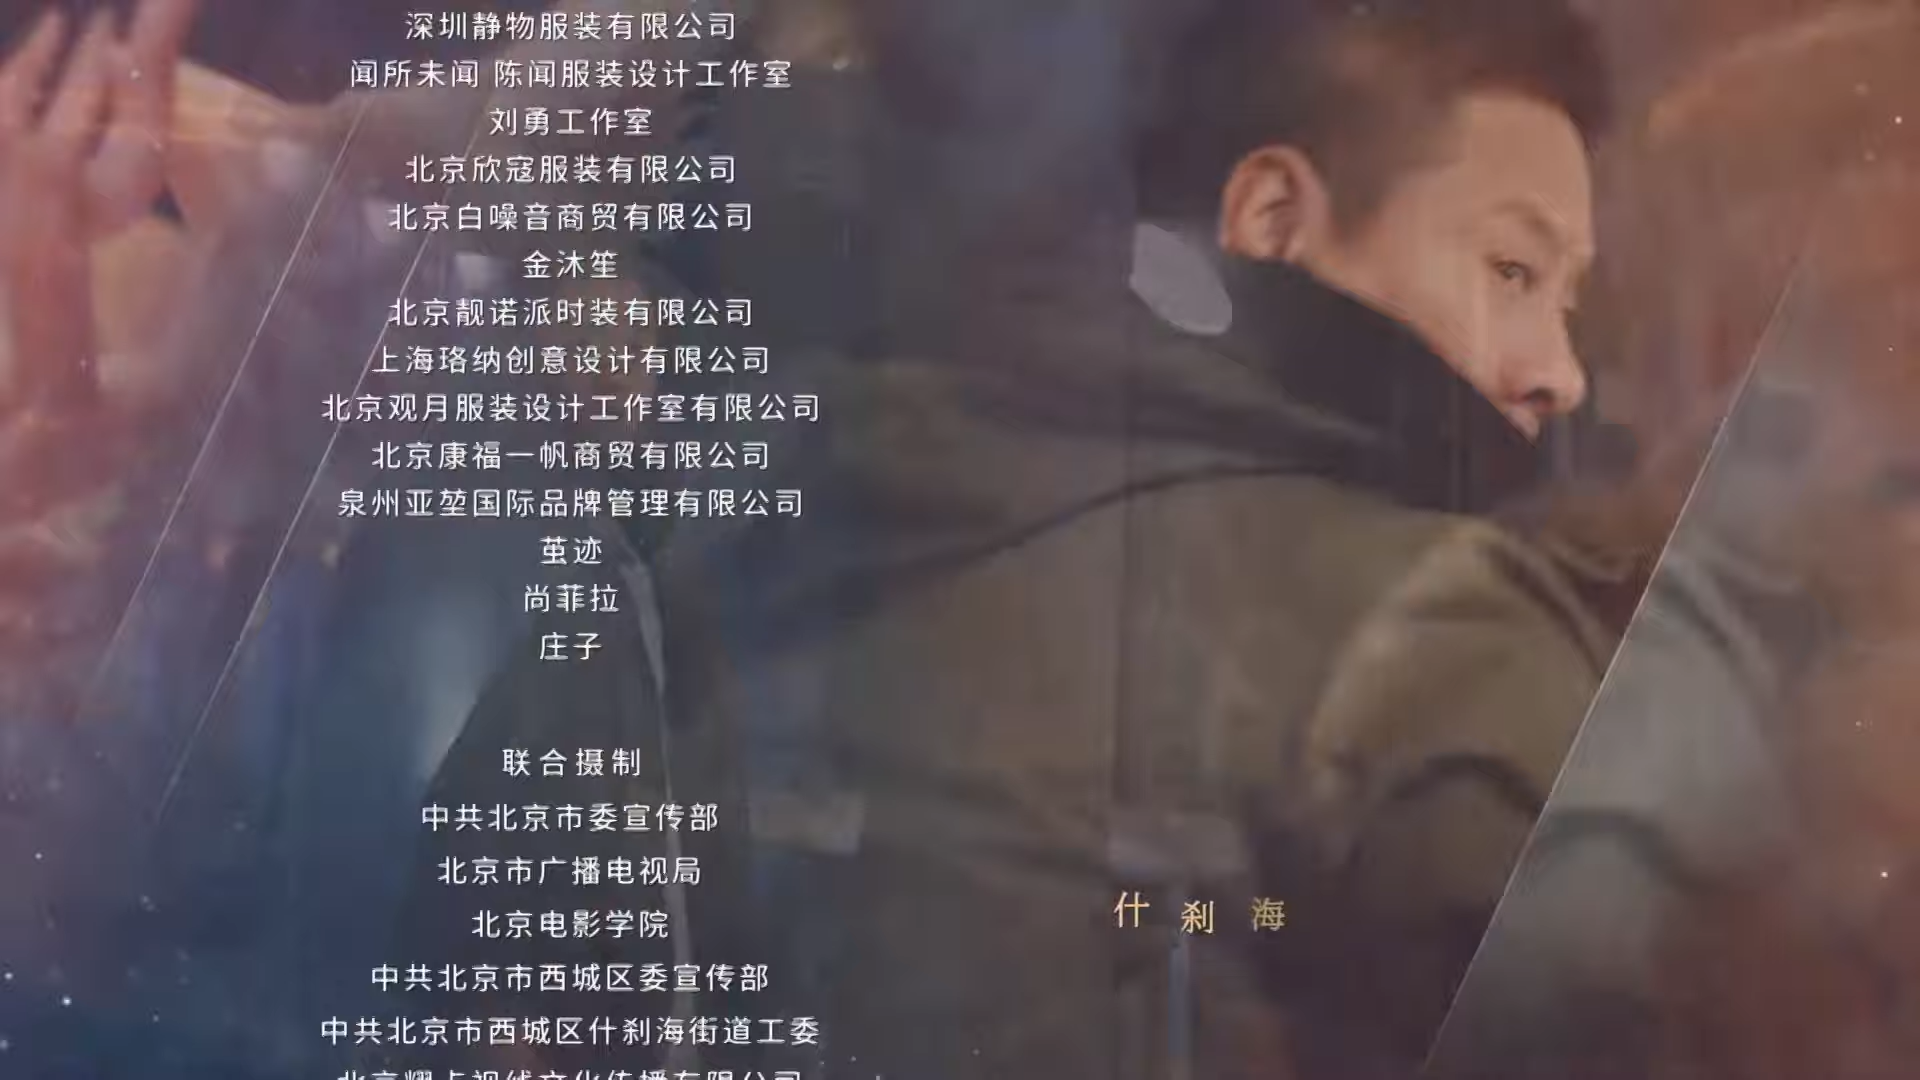 深圳静物服装有限公司
闻所未闻 陈闻服装设计工作室
刘勇工作室
北京欣寇服装有限公司
北京白噪音商贸有限公司
金沐笙
北京靓诺派时装有限公司
上海珞纳创意设计有限公司
北京观月服装设计工作室有限公司
北京康福一帆商贸有限公司
泉州亚堃国际品牌管理有限公司
茧迹
尚菲拉
庄子
联合摄制
中共北京市委宣传部
北京市广播电视局
北京电影学院
中共北京市西城区委宣传部
中共北京市西城区什刹海街道工委
什刹海